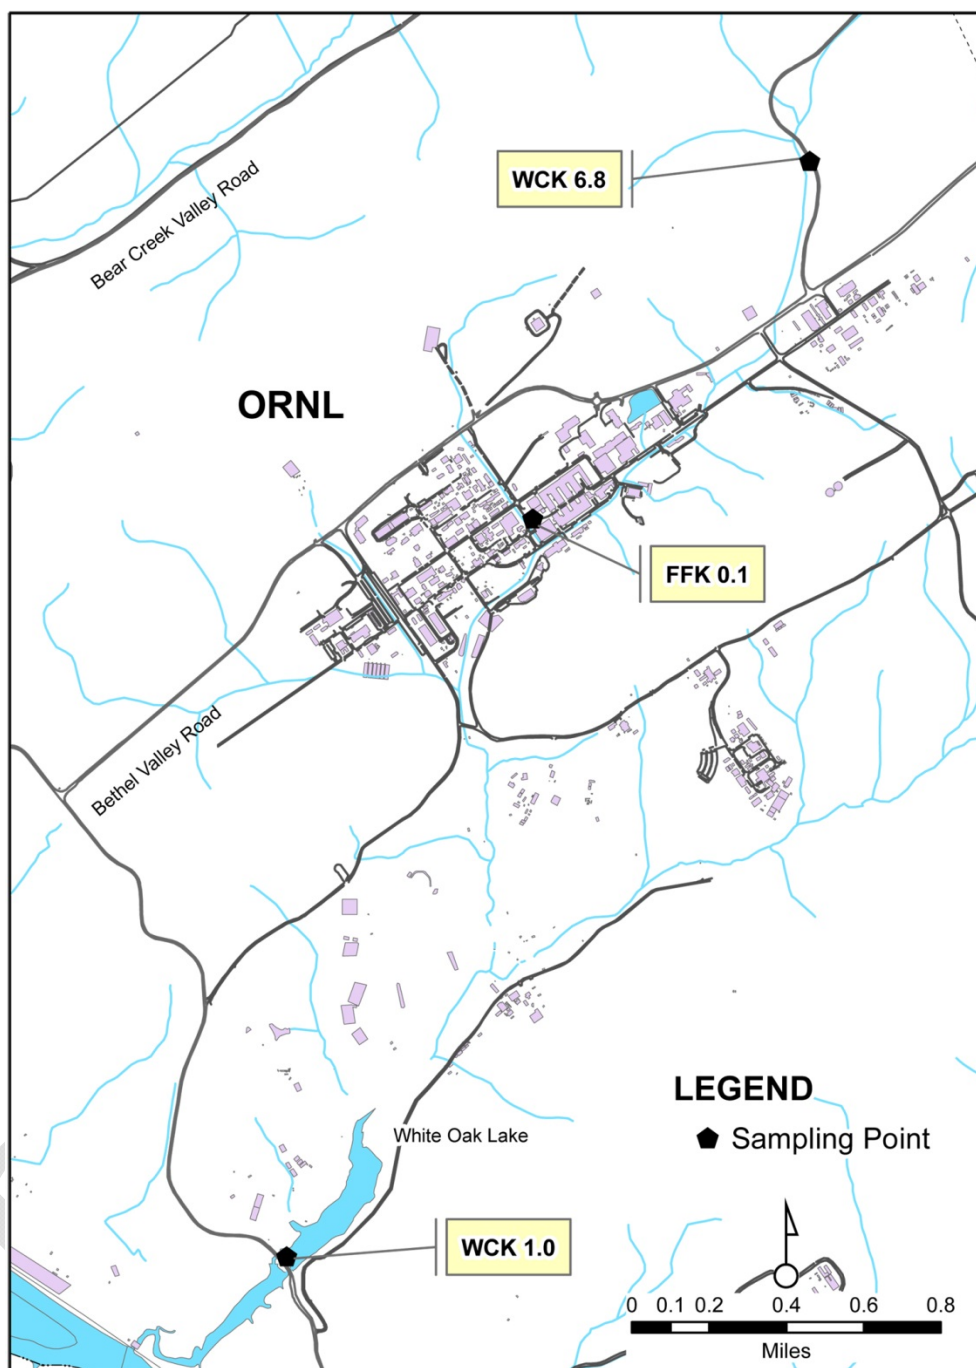 WCK 6.8
Bear Creek Valley Road
ORNL
FFK 0.1
Bethel Valley Road
LEGEND
White Oak Lake
Sampling Point
WCK 1.0
0 0.1 0.2 0.4 0.6 0.8
Miles